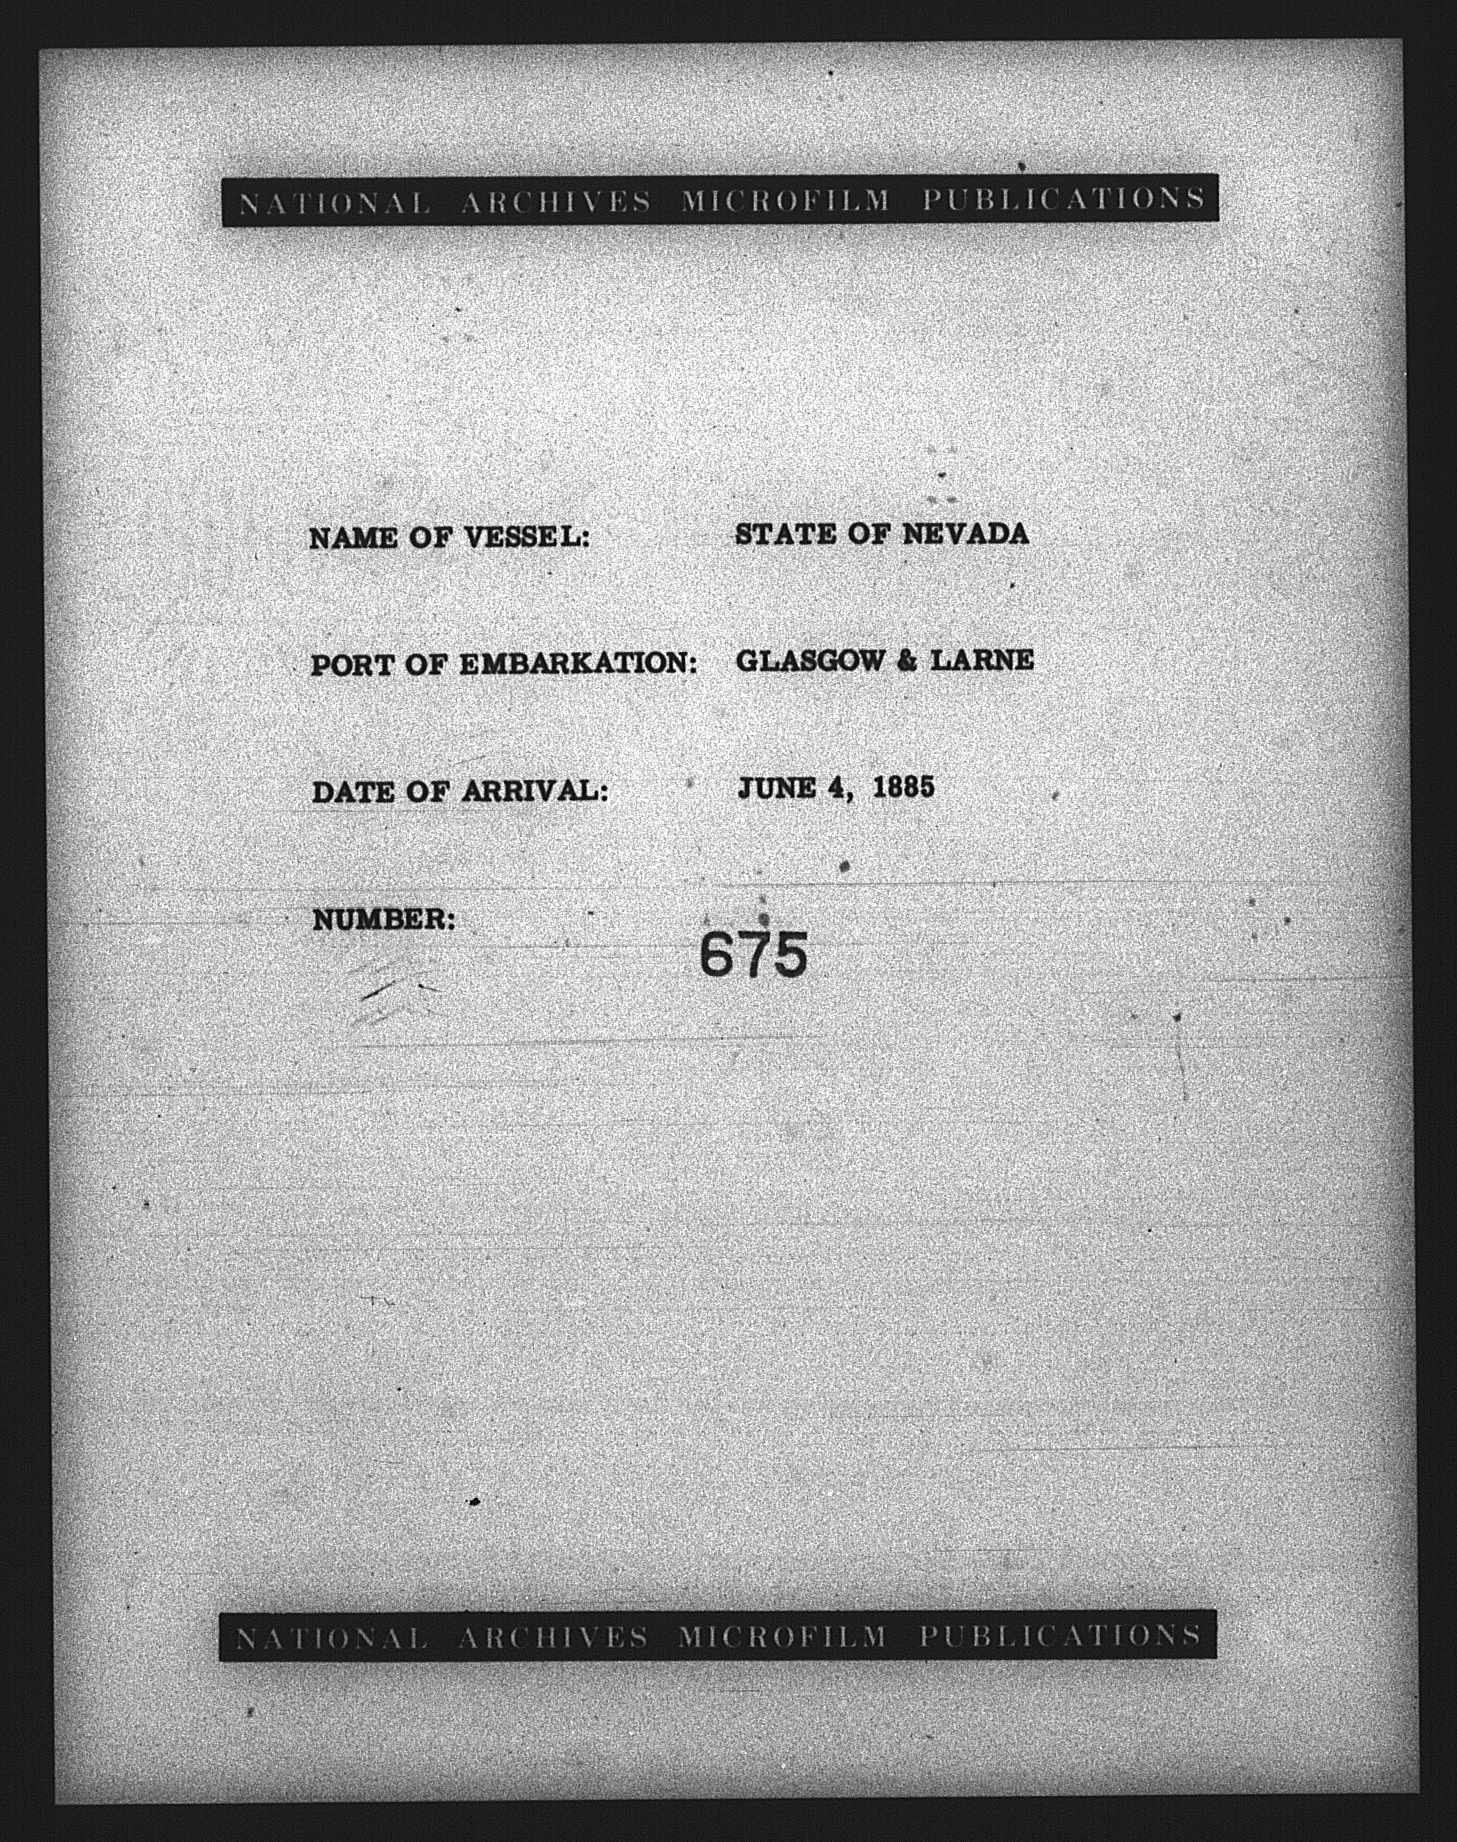 NATIONAL ARCHIVES MICROFILM PUBLICATIONS
NAME OF VESSEL: STATE OF NEVADA
PORT OF EMBARKATION: GLASGOW & LARNE
DATE OF ARRIVAL: JUNE 4, 1885
NUMBER: 675
NATIONAL ARCHIVES MICROFILM PUBLICATIONS